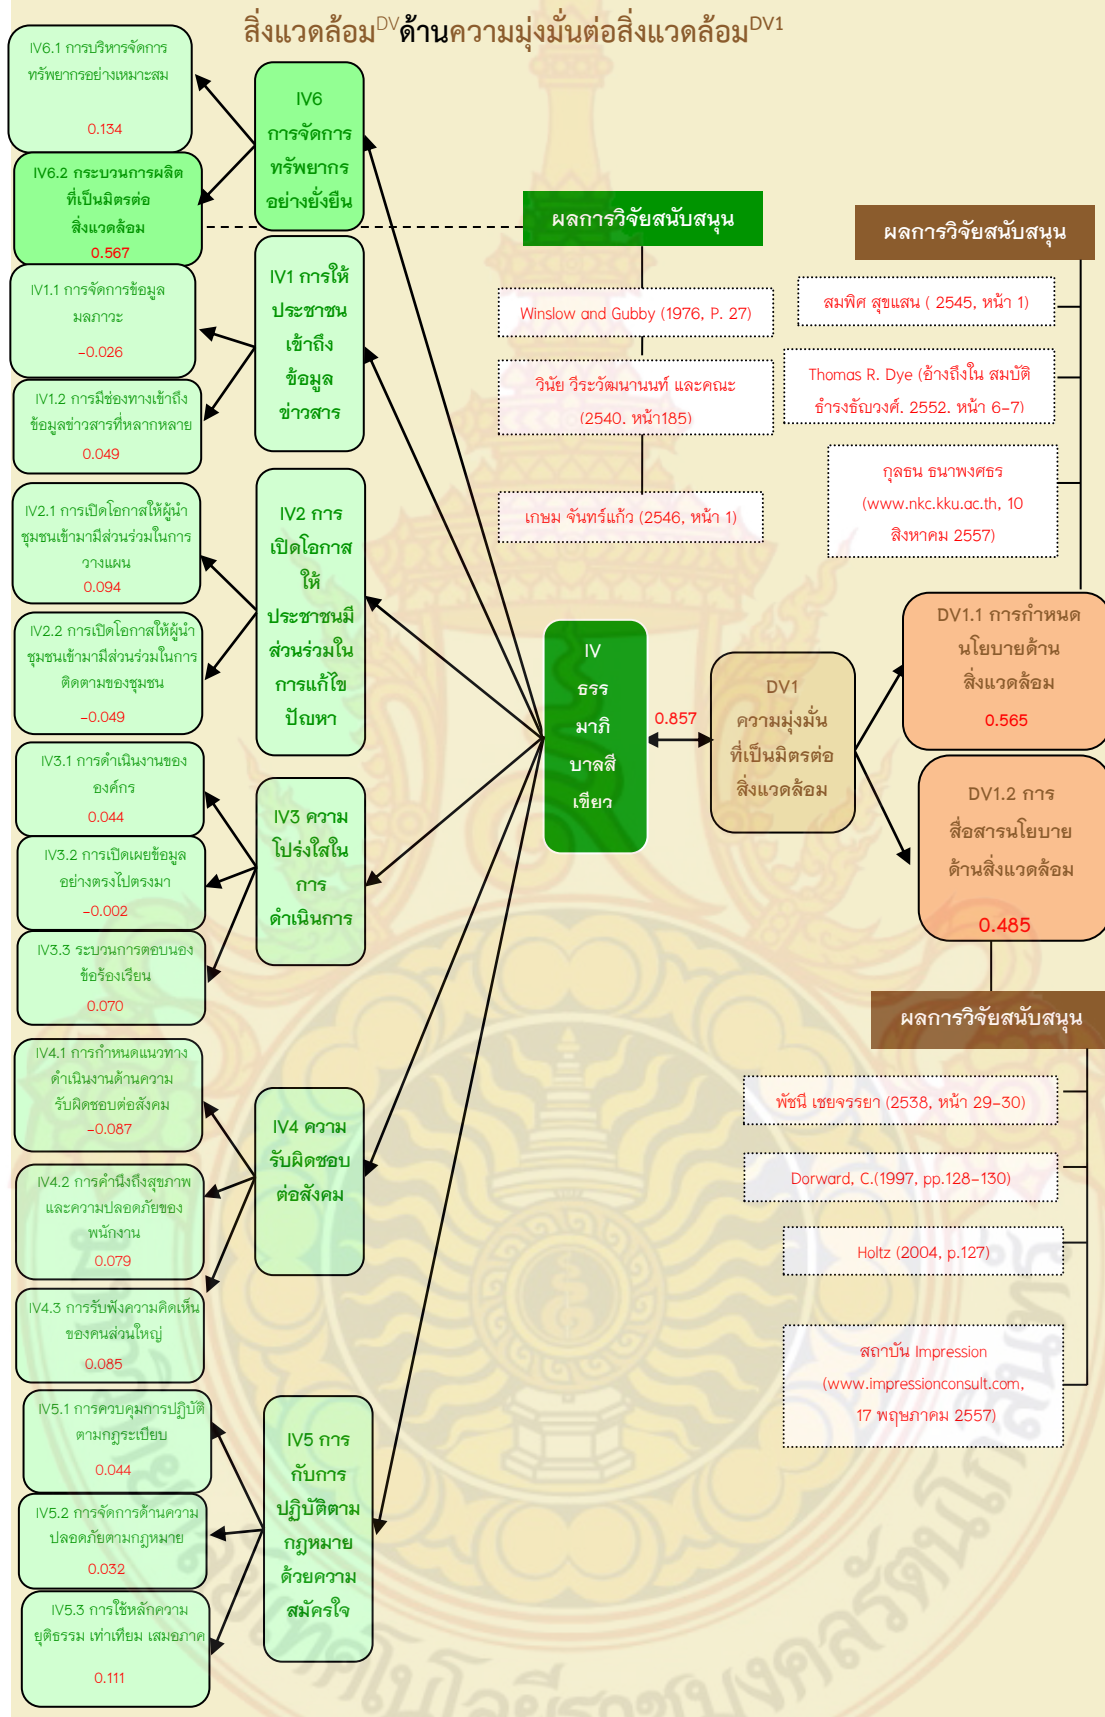 สิ่งแวดล้อมDVด้านความมุ่งมั่นต่อสิ่งแวดล้อมDV1
IV6.1 การบริหารจัดการ
ทรัพยากรอย่างเหมาะสม
0.134
IV6.2 กระบวนการผลิต
ที่เป็นมิตรต่อ
สิ่งแวดล้อม
0.567
IV1.1 การจัดการข้อมูล
มลภาวะ
-0.026
IV1.2 การมีช่องทางเข้าถึง
ข้อมูลข่าวสารที่หลากหลาย
0.049
IV2.1 การเปิดโอกาสให้ผู้นำ
ชุมชนเข้ามามีส่วนร่วมในการ
วางแผน
0.094
IV2.2 การเปิดโอกาสให้ผู้นำ
ชุมชนเข้ามามีส่วนร่วมในการ
ติดตามของชุมชน
-0.049
IV3.1 การดำเนินงานของ
องค์กร
0.044
IV3.2 การเปิดเผยข้อมูล
อย่างตรงไปตรงมา
-0.002
IV3.3 ระบวนการตอบนอง
ข้อร้องเรียน
0.070
IV4.1 การกำหนดแนวทาง
ดำเนินงานด้านความ
รับผิดชอบต่อสังคม
-0.087
IV4.2 การคำนึงถึงสุขภาพ
และความปลอดภัยของ
พนักงาน
0.079
IV4.3 การรับฟังความคิดเห็น
ของคนส่วนใหญ่
0.085
IV5.1 การควบคุมการปฏิบัติ
ตามกฎระเบียบ
0.044
IV5.2 การจัดการด้านความ
ปลอดภัยตามกฎหมาย
0.032
IV5.3 การใช้หลักความ
ยุติธรรม เท่าเทียม เสมอภาค
0.111
IV6
การจัดการ
ทรัพยากร
อย่างยั่งยืน
IV1 การให้
ประชาชน
เข้าถึง
ข้อมูล
ข่าวสาร
IV2 การ
เปิดโอกาส
ให้
ประชาชนมี
ส่วนร่วมใน
การแก้ไข
ปัญหา
IV3 ความ
โปร่งใสใน
การ
ดำเนินการ
IV4 ความ
รับผิดชอบ
ต่อสังคม
IV5 การ
กับการ
ปฏิบัติตาม
กฎหมาย
ด้วยความ
สมัครใจ
ผลการวิจัยสนับสนุน
Winslow and Gubby (1976, P. 27)
วินัย วีระวัฒนานนท์ และคณะ
(2540. หน้า185)
เกษม จันทร์แก้ว (2546, หน้า 1)
IV
ธรร
มาภิ
บาลสี
เขียว
0.857
DV1
ความมุ่งมั่น
ที่เป็นมิตรต่อ
สิ่งแวดล้อม
ผลการวิจัยสนับสนุน
สมพิศ สุขแสน ( 2545, หน้า 1)
Thomas R. Dye (อ้างถึงใน สมบัติ
ธำรงธัญวงศ์. 2552. หน้า 6-7)
กุลธน ธนาพงศธร
(www.nkc.kku.ac.th, 10
สิงหาคม 2557)
DV1.1 การกำหนด
นโยบายด้าน
สิ่งแวดล้อม
0.565
DV1.2 การ
สื่อสารนโยบาย
ด้านสิ่งแวดล้อม
0.485
ผลการวิจัยสนับสนุน
พัชนี เชยจรรยา (2538, หน้า 29-30)
Dorward, C.(1997, pp.128-130)
Holtz (2004, p.127)
สถาบัน Impression
(www.impressionconsult.com,
17 พฤษภาคม 2557)